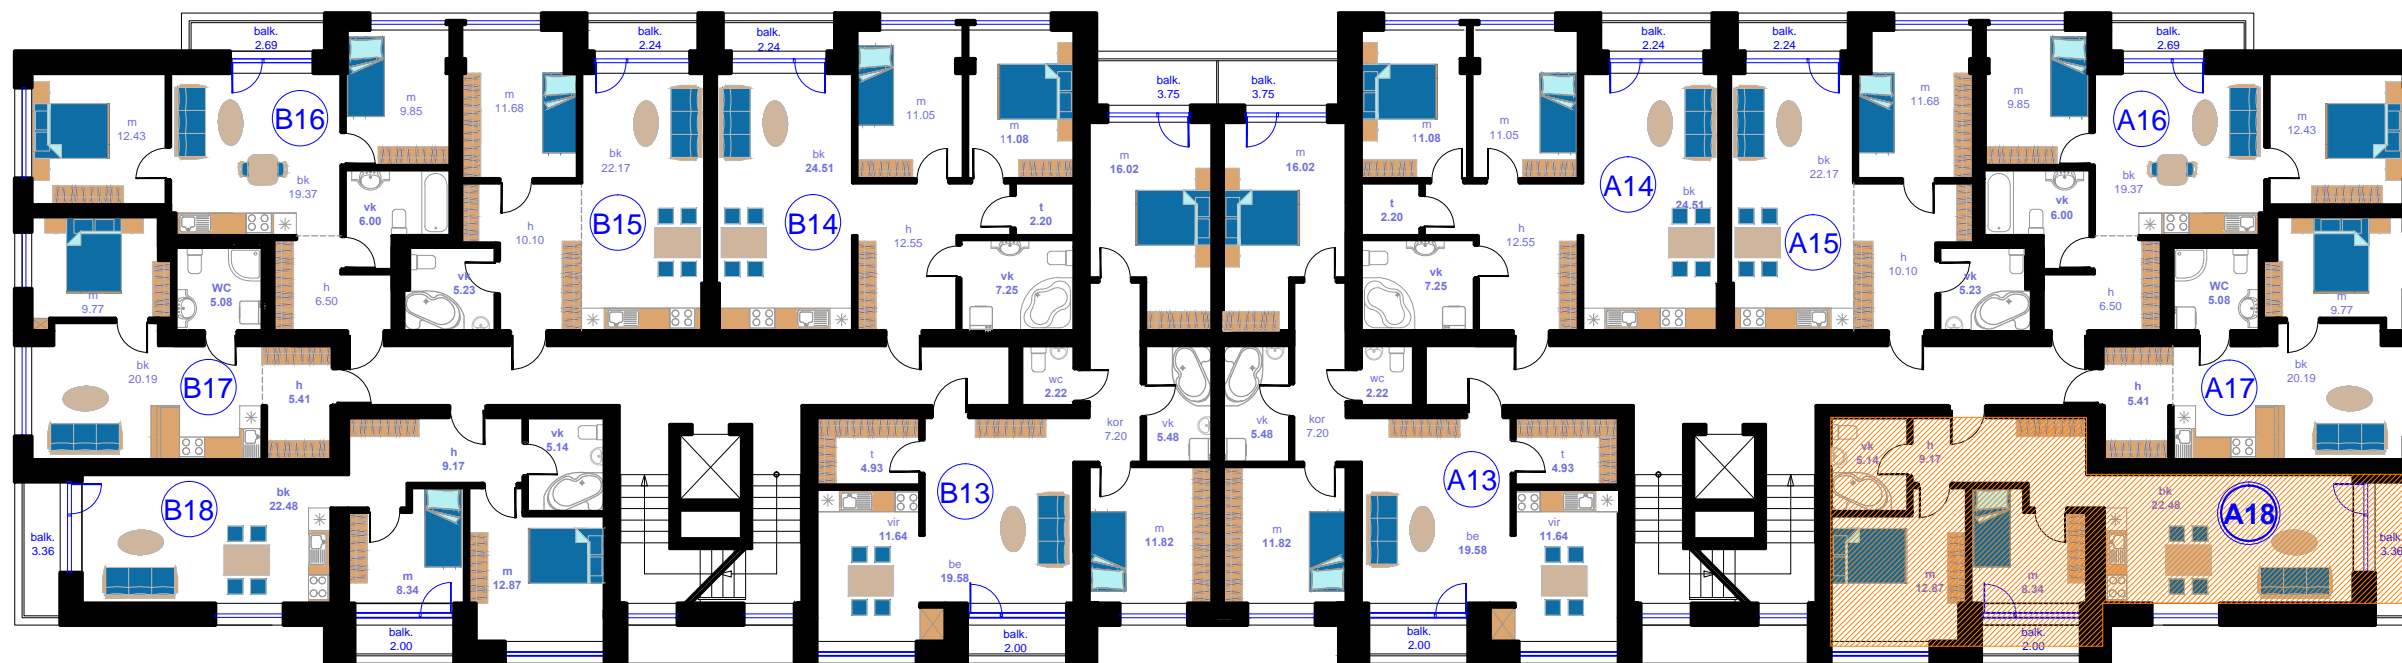 balk.
2.69
balk.
2.24
balk.
2.24
balk.
3.75
balk.
3.75
balk.
2.24
balk.
2.24
balk.
2.69
m
12.43
B16
bk
19.37
m
9.85
m
11.68
bk
22.17
B15
bk
24.51
B14
m
11.05
m
11.08
m
16.02
m
16.02
m
11.08
m
11.05
A14
bk
24.51
bk
22.17
A15
m
11.68
m
9.85
A16
bk
19.37
m
12.43
vk
6.00
h
10.10
h
12.55
t
2.20
t
2.20
h
12.55
h
10.10
vk
6.00
m
9.77
WC
5.08
h
6.50
vk
5.23
vk
7.25
vk
7.25
vk
5.23
h
6.50
WC
5.08
m
9.77
bk
20.19
B17
h
5.41
wc
2.22
wc
2.22
h
5.41
A17
bk
20.19
h
9.17
vk
5.14
t
4.93
kor
7.20
vk
5.48
vk
5.48
kor
7.20
t
4.93
vk
5.14
h
9.17
B18
bk
22.48
B13
A13
bk
22.48
A18
balk.
3.36
m
8.34
m
12.87
vir
11.64
be
19.58
m
11.82
m
11.82
be
19.58
vir
11.64
m
12.87
m
8.34
balk.
3.36
balk.
2.00
balk.
2.00
balk.
2.00
balk.
2.00